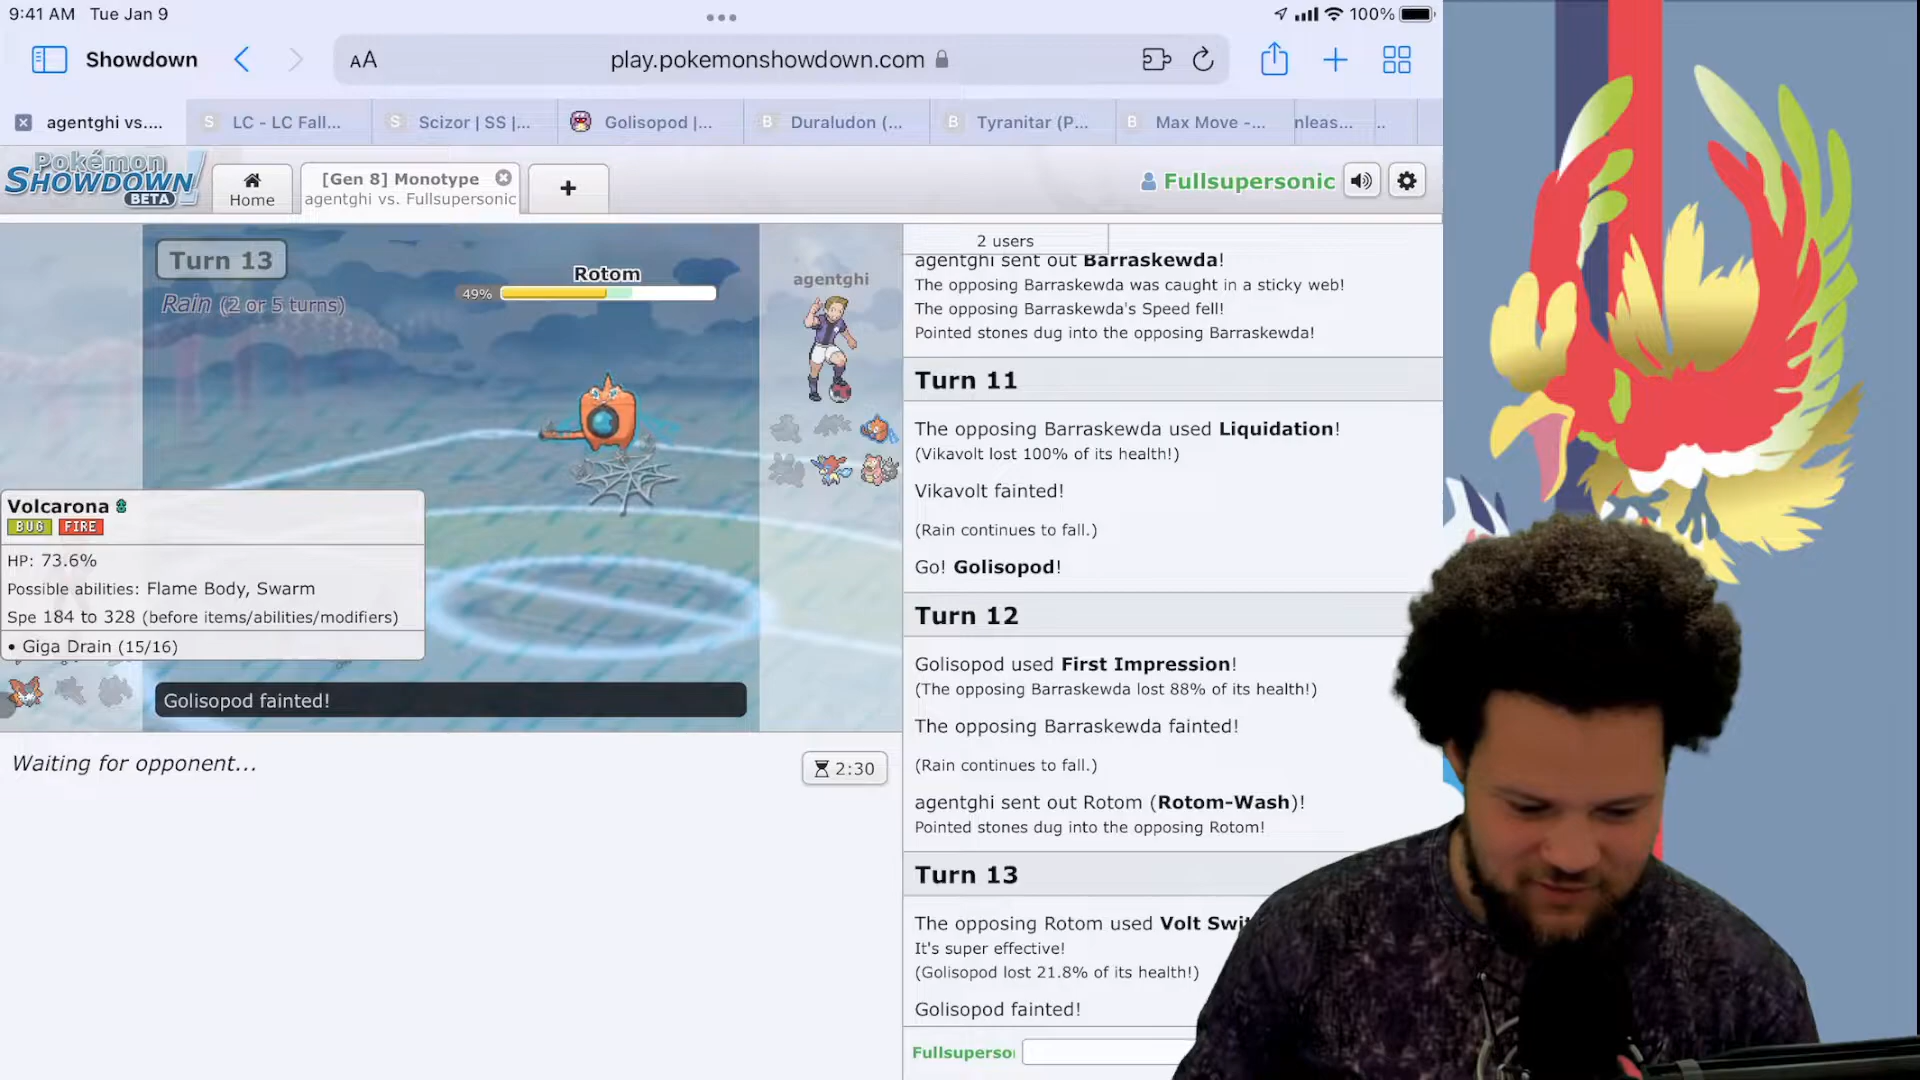 9:41 AM Tue Jan 9
100%
Showdown
AA
play.pokemonshowdown.com
agentghi vs....
S LC - LC Fall...
S Scizor | SS |...
Golisopod |...
B Duraludon (...
B Tyranitar (P...
B Max Move -...
nleas...
..
Pokémon
SHOWDOWN!
BETA
Home
[Gen 8] Monotype
agentghi vs. Fullsupersonic
+
Fullsupersonic
Turn 13
Rain (2 or 5 turns)
Rotom
49%
agentghi
Volcarona
BUG FIRE
HP: 73.6%
Possible abilities: Flame Body, Swarm
Spe 184 to 328 (before items/abilities/modifiers)
• Giga Drain (15/16)
Golisopod fainted!
Waiting for opponent...
2:30
2 users
agentghi sent out Barraskewda!
The opposing Barraskewda was caught in a sticky web!
The opposing Barraskewda's Speed fell!
Pointed stones dug into the opposing Barraskewda!
Turn 11
The opposing Barraskewda used Liquidation!
(Vikavolt lost 100% of its health!)
Vikavolt fainted!
(Rain continues to fall.)
Go! Golisopod!
Turn 12
Golisopod used First Impression!
(The opposing Barraskewda lost 88% of its health!)
The opposing Barraskewda fainted!
(Rain continues to fall.)
agentghi sent out Rotom (Rotom-Wash)!
Pointed stones dug into the opposing Rotom!
Turn 13
The opposing Rotom used Volt Swi
It's super effective!
(Golisopod lost 21.8% of its health!)
Golisopod fainted!
Fullsuperso